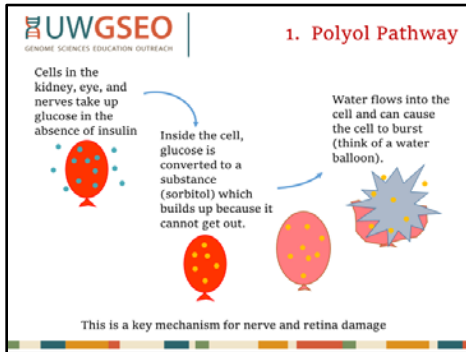 UWGSEO
GENOME SCIENCES EDUCATION OUTREACH
1. Polyol Pathway
Cells in the
kidney, eye, and
nerves take up
glucose in the
absence of insulin
Inside the cell,
glucose is
converted to a
substance
(sorbitol) which
builds up because it
cannot get out.
Water flows into the
cell and can cause
the cell to burst
(think of a water
balloon).
This is a key mechanism for nerve and retina damage